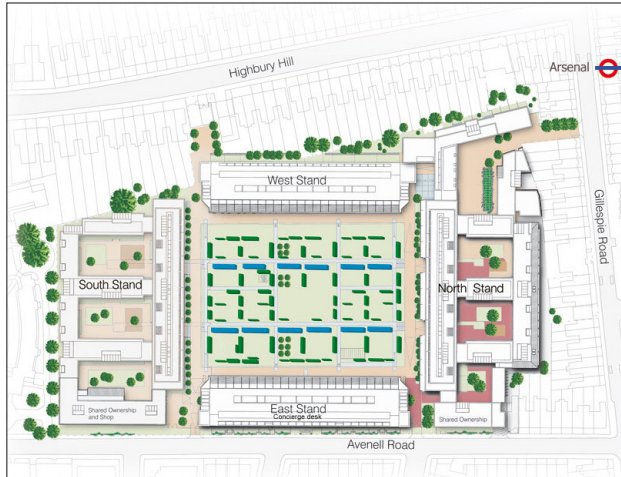 Highbury Hill
Arsenal
West Stand
Gillespie Road
South Stand
North Stand
East Stand
Concierge desk
Shared Ownership
and Shop
Shared Ownership
Avenell Road